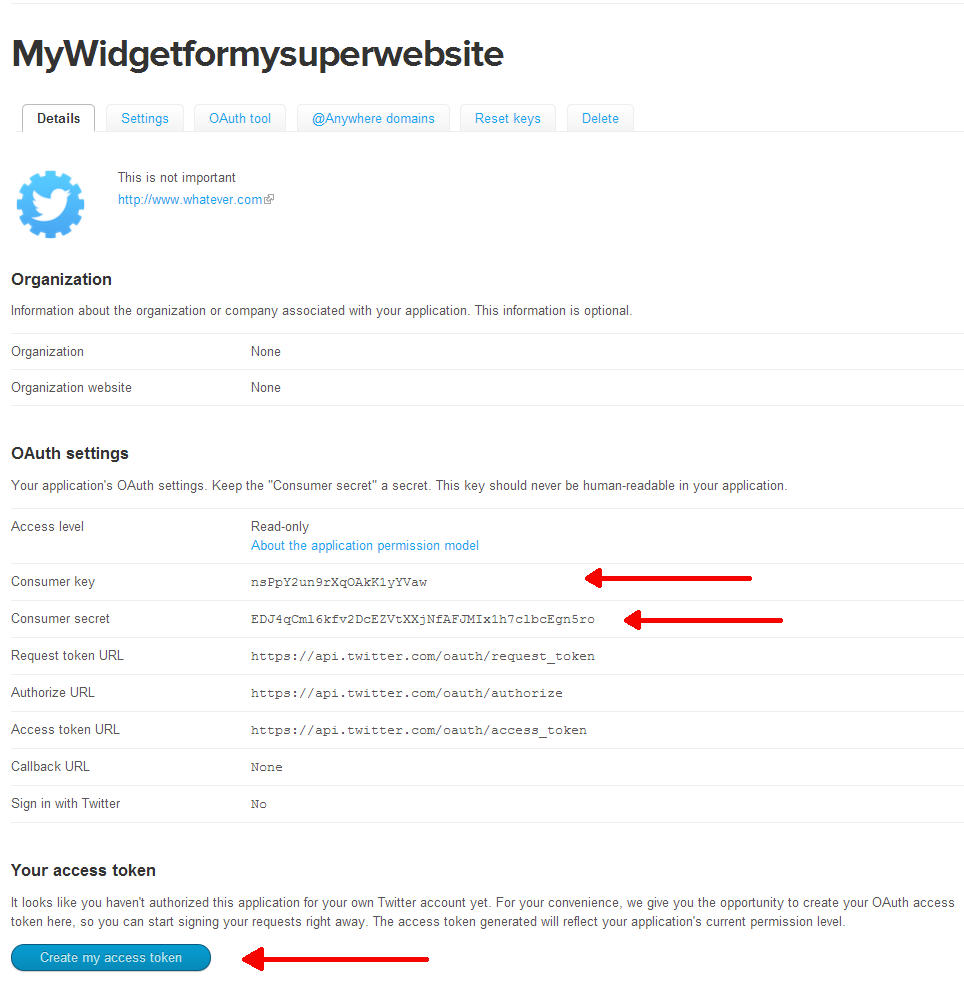 MyWidgetformysuperwebsite
Details Settings OAuth tool @Anywhere domains Reset keys Delete
This is not important
http://www.whatever.com
Organization
Information about the organization or company associated with your application. This information is optional.
Organization None
Organization website None
OAuth settings
Your application's OAuth settings. Keep the "Consumer secret" a secret. This key should never be human-readable in your application.
Access level Read-only
About the application permission model
Consumer key nsPpY2un9rXqOAkK1yYVaw
Consumer secret EDJ4qCml6kfv2DcEZVtXXjNfAFJMIx1h7clbcEgn5ro
Request token URL https://api.twitter.com/oauth/request_token
Authorize URL https://api.twitter.com/oauth/authorize
Access token URL https://api.twitter.com/oauth/access_token
Callback URL None
Sign in with Twitter No
Your access token
It looks like you haven't authorized this application for your own Twitter account yet. For your convenience, we give you the opportunity to create your OAuth access
token here, so you can start signing your requests right away. The access token generated will reflect your application's current permission level.
Create my access token